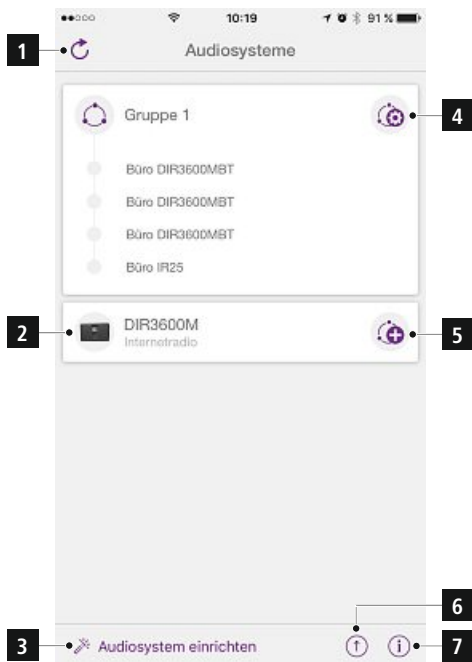 10:19
91 %
1
Audiosysteme
Gruppe 1
4
Büro DIR3600MBT
Büro DIR3600MBT
Büro DIR3600MBT
Büro IR25
2
DIR3600M
Internetradio
5
6
3
Audiosystem einrichten
7